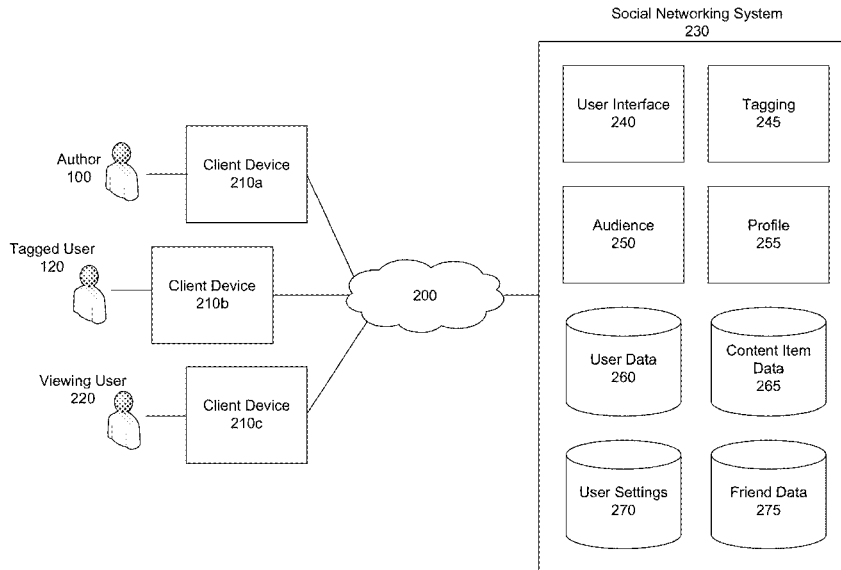 Social Networking System
230
User Interface
240
Tagging
245
Author
100
Client Device
210a
Audience
250
Profile
255
Tagged User
120
Client Device
210b
200
User Data
260
Content Item
Data
265
Viewing User
220
Client Device
210c
User Settings
270
Friend Data
275